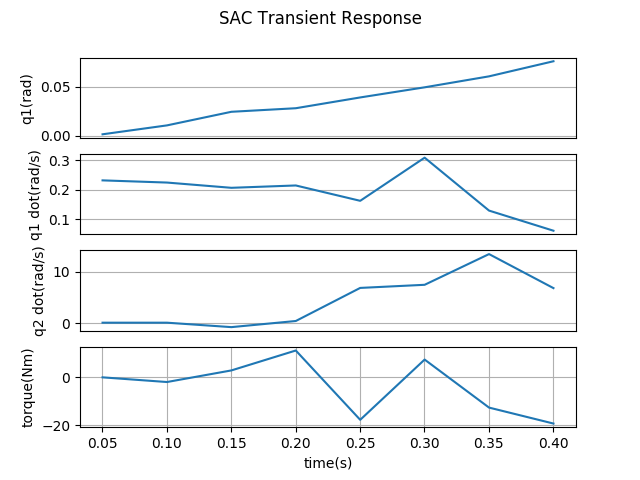 SAC Transient Response
q1(rad)
0.05
0.00
q1 dot(rad/s)
0.3
0.2
0.1
q2 dot(rad/s)
10
0
torque(Nm)
0
−20
0.05 0.10 0.15 0.20 0.25 0.30 0.35 0.40
time(s)